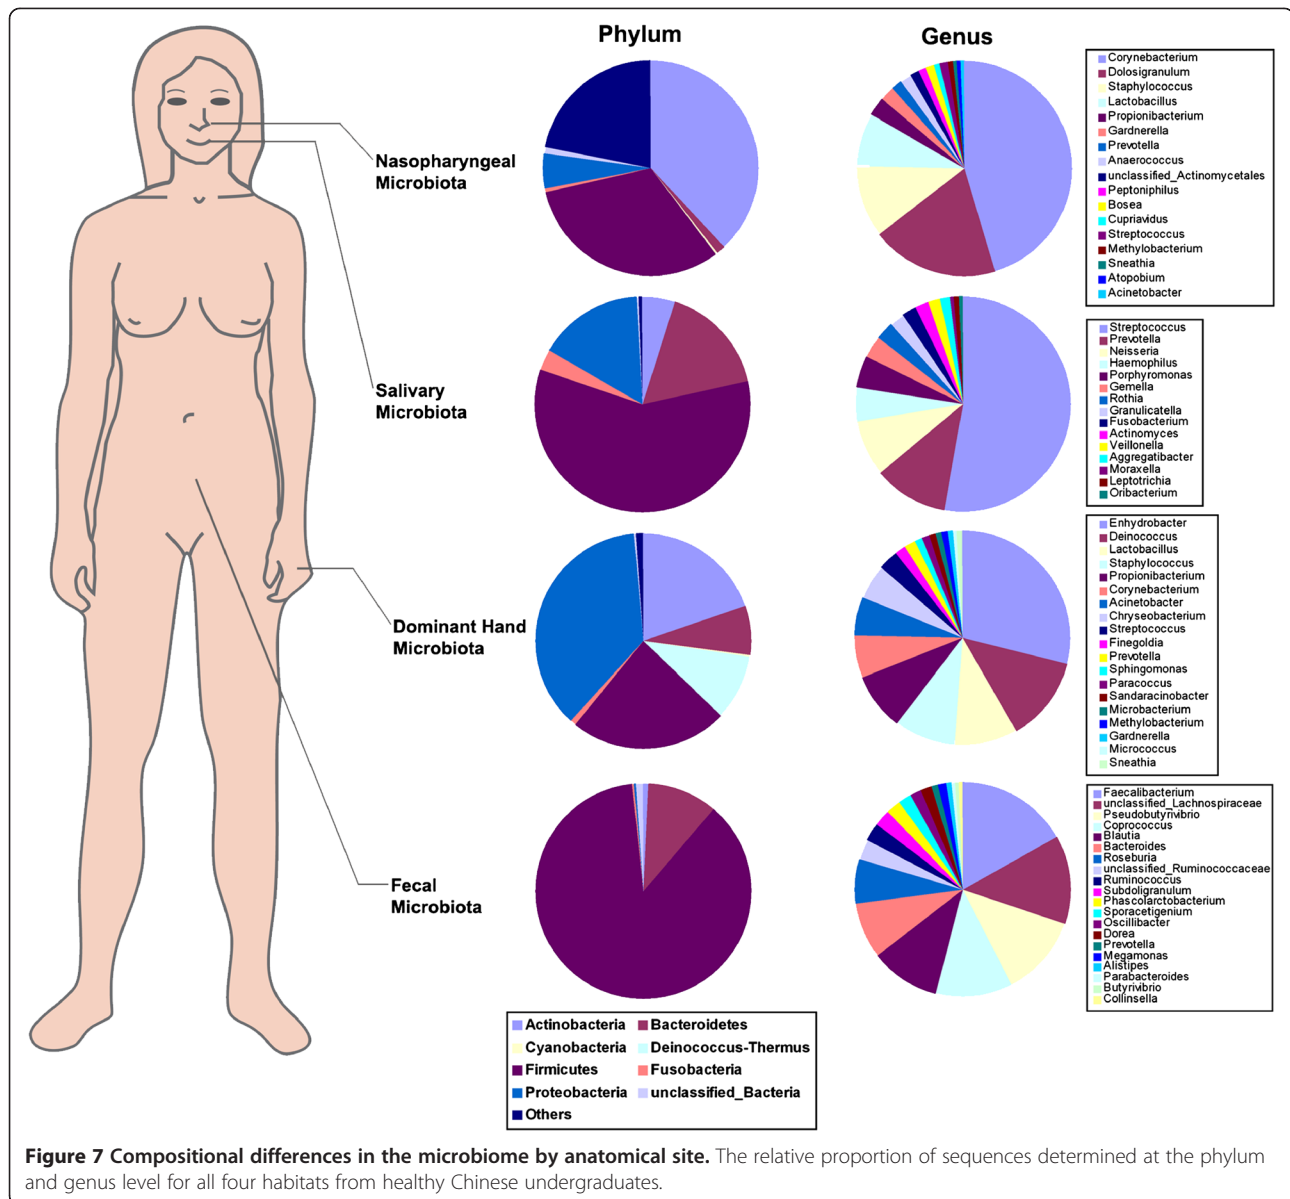 Phylum
Genus
Nasopharyngeal
Microbiota
Salivary
Microbiota
Dominant Hand
Microbiota
Fecal
Microbiota
Corynebacterium
Dolosigranulum
Staphylococcus
Lactobacillus
Propionibacterium
Gardnerella
Prevotella
Anaerococcus
unclassified_Actinomycetales
Peptoniphilus
Bosea
Cupriavidus
Streptococcus
Methylobacterium
Sneathia
Atopobium
Acinetobacter
Streptococcus
Prevotella
Neisseria
Haemophilus
Porphyromonas
Gemella
Rothia
Granulicatella
Fusobacterium
Actinomyces
Veillonella
Aggregatibacter
Moraxella
Leptotrichia
Oribacterium
Enhydrobacter
Deinococcus
Lactobacillus
Staphylococcus
Propionibacterium
Corynebacterium
Acinetobacter
Chryseobacterium
Streptococcus
Finegoldia
Prevotella
Sphingomonas
Paracoccus
Sandaracinobacter
Microbacterium
Methylobacterium
Gardnerella
Micrococcus
Sneathia
Faecalibacterium
unclassified_Lachnospiraceae
Pseudobutyrivibrio
Coprococcus
Blautia
Bacteroides
Roseburia
unclassified_Ruminococcaceae
Ruminococcus
Subdoligranulum
Phascolarctobacterium
Sporacetigenium
Oscillibacter
Dorea
Prevotella
Megamonas
Alistipes
Parabacteroides
Butyrivibrio
Collinsella
Actinobacteria Bacteroidetes
Cyanobacteria Deinococcus-Thermus
Firmicutes Fusobacteria
Proteobacteria unclassified_Bacteria
Others
Figure 7 Compositional differences in the microbiome by anatomical site. The relative proportion of sequences determined at the phylum
and genus level for all four habitats from healthy Chinese undergraduates.